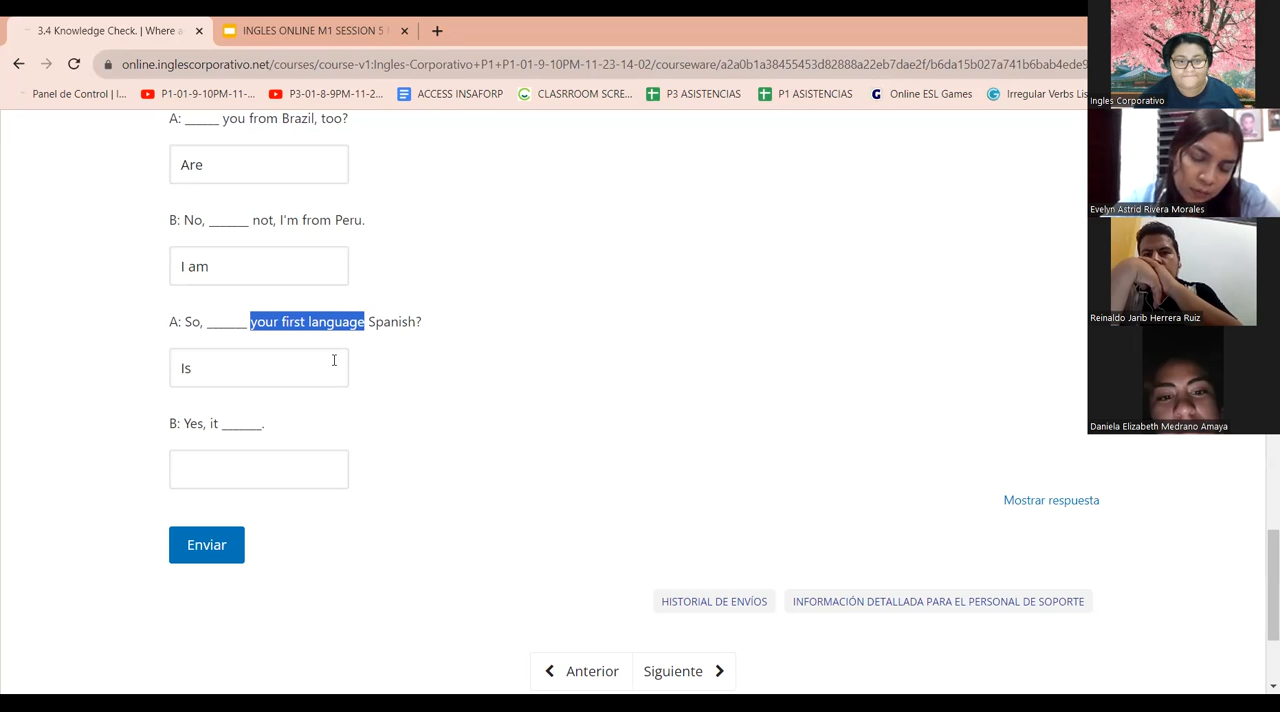 3.4 Knowledge Check. | Where a
INGLES ONLINE M1 SESSION 5
online.inglescorporativo.net/courses/course-v1:Ingles-Corporativo+P1+P1-01-9-10PM-11-23-14-02/courseware/a2a0b1a38455453d82888a22eb7dae2f/b6da15b027a741b6bab4ede9
Panel de Control | I...
P1-01-9-10PM-11-...
P3-01-8-9PM-11-2...
ACCESS INSAFORP
CLASRROOM SCRE...
P3 ASISTENCIAS
P1 ASISTENCIAS
Online ESL Games
Irregular Verbs Lis
A: ______ you from Brazil, too?
Are
B: No, _______ not, I'm from Peru.
I am
A: So, _______ your first language Spanish?
Is
B: Yes, it _______.
Mostrar respuesta
Enviar
HISTORIAL DE ENVÍOS
INFORMACIÓN DETALLADA PARA EL PERSONAL DE SOPORTE
Anterior
Siguiente
Ingles Corporativo
Evelyn Astrid Rivera Morales
Reinaldo Jarib Herrera Ruiz
Daniela Elizabeth Medrano Amaya